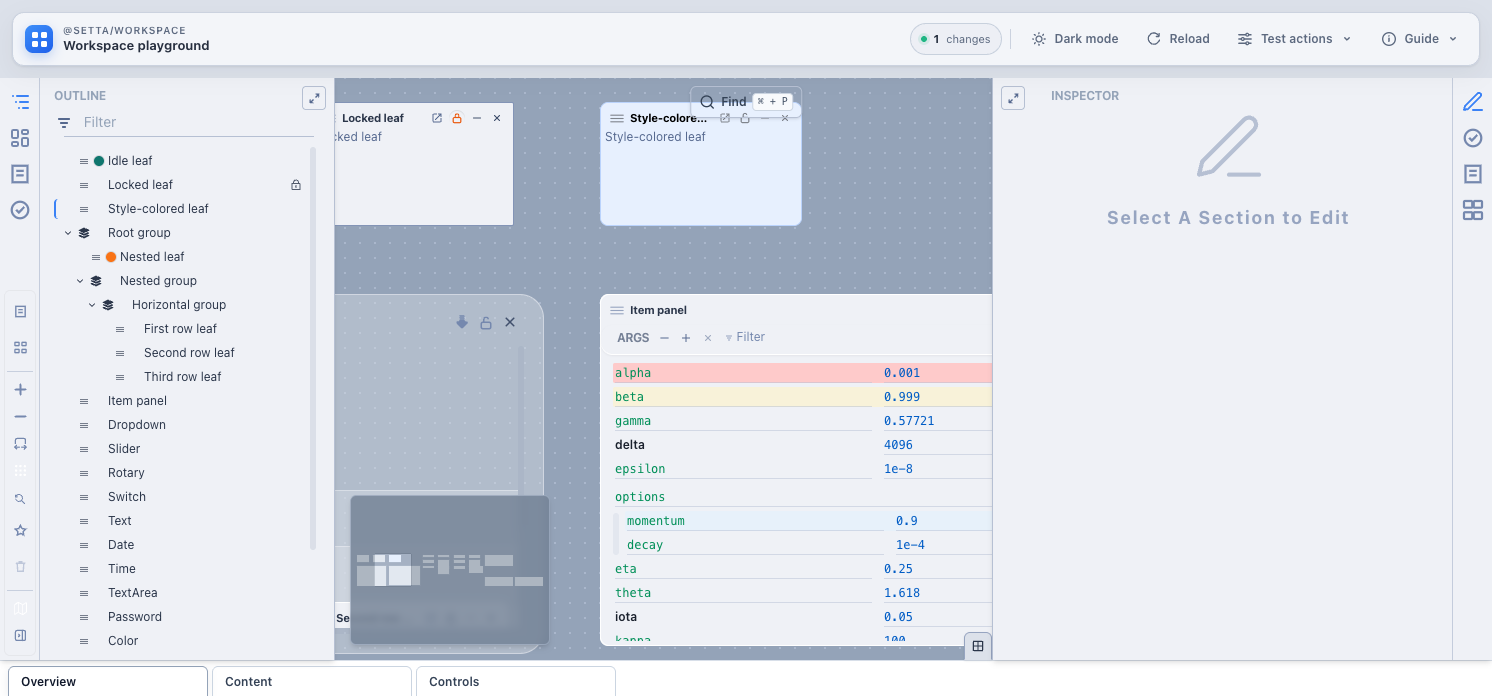 @SETTA/WORKSPACE
Workspace playground
1 changes
Dark mode
Reload
Test actions
Guide
OUTLINE
Filter
Idle leaf
Locked leaf
Style-colored leaf
Root group
Nested leaf
Nested group
Horizontal group
First row leaf
Second row leaf
Third row leaf
Item panel
Dropdown
Slider
Rotary
Switch
Text
Date
Time
TextArea
Password
Color
Locked leaf
cked leaf
Find ⌘ + P
Style-colore...
Style-colored leaf
Se
Item panel
ARGS
Filter
alpha 0.001
beta 0.999
gamma 0.57721
delta 4096
epsilon 1e-8
options
momentum 0.9
decay 1e-4
eta 0.25
theta 1.618
iota 0.05
kappa 100
INSPECTOR
Select A Section to Edit
Overview
Content
Controls